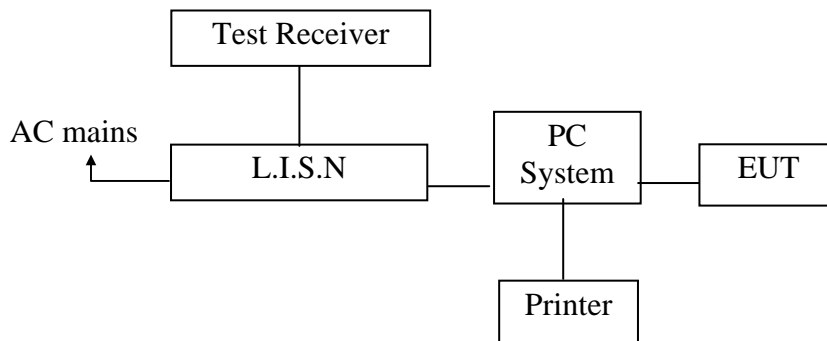 Test Receiver
AC mains
L.I.S.N
PC
System
EUT
Printer